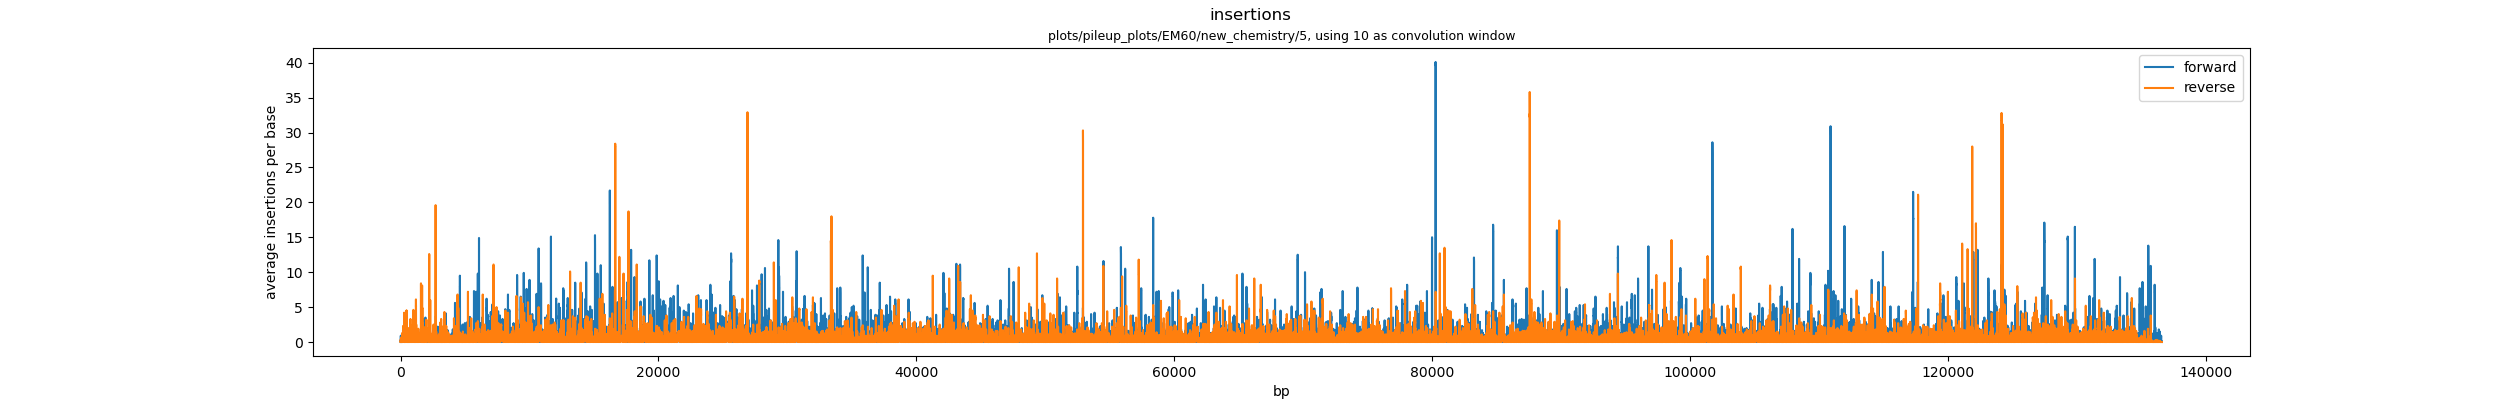 insertions
plots/pileup_plots/EM60/new_chemistry/5, using 10 as convolution window
forward
reverse
average insertions per base
40
35
30
25
20
15
10
5
0
0 20000 40000 60000 80000 100000 120000 140000
bp